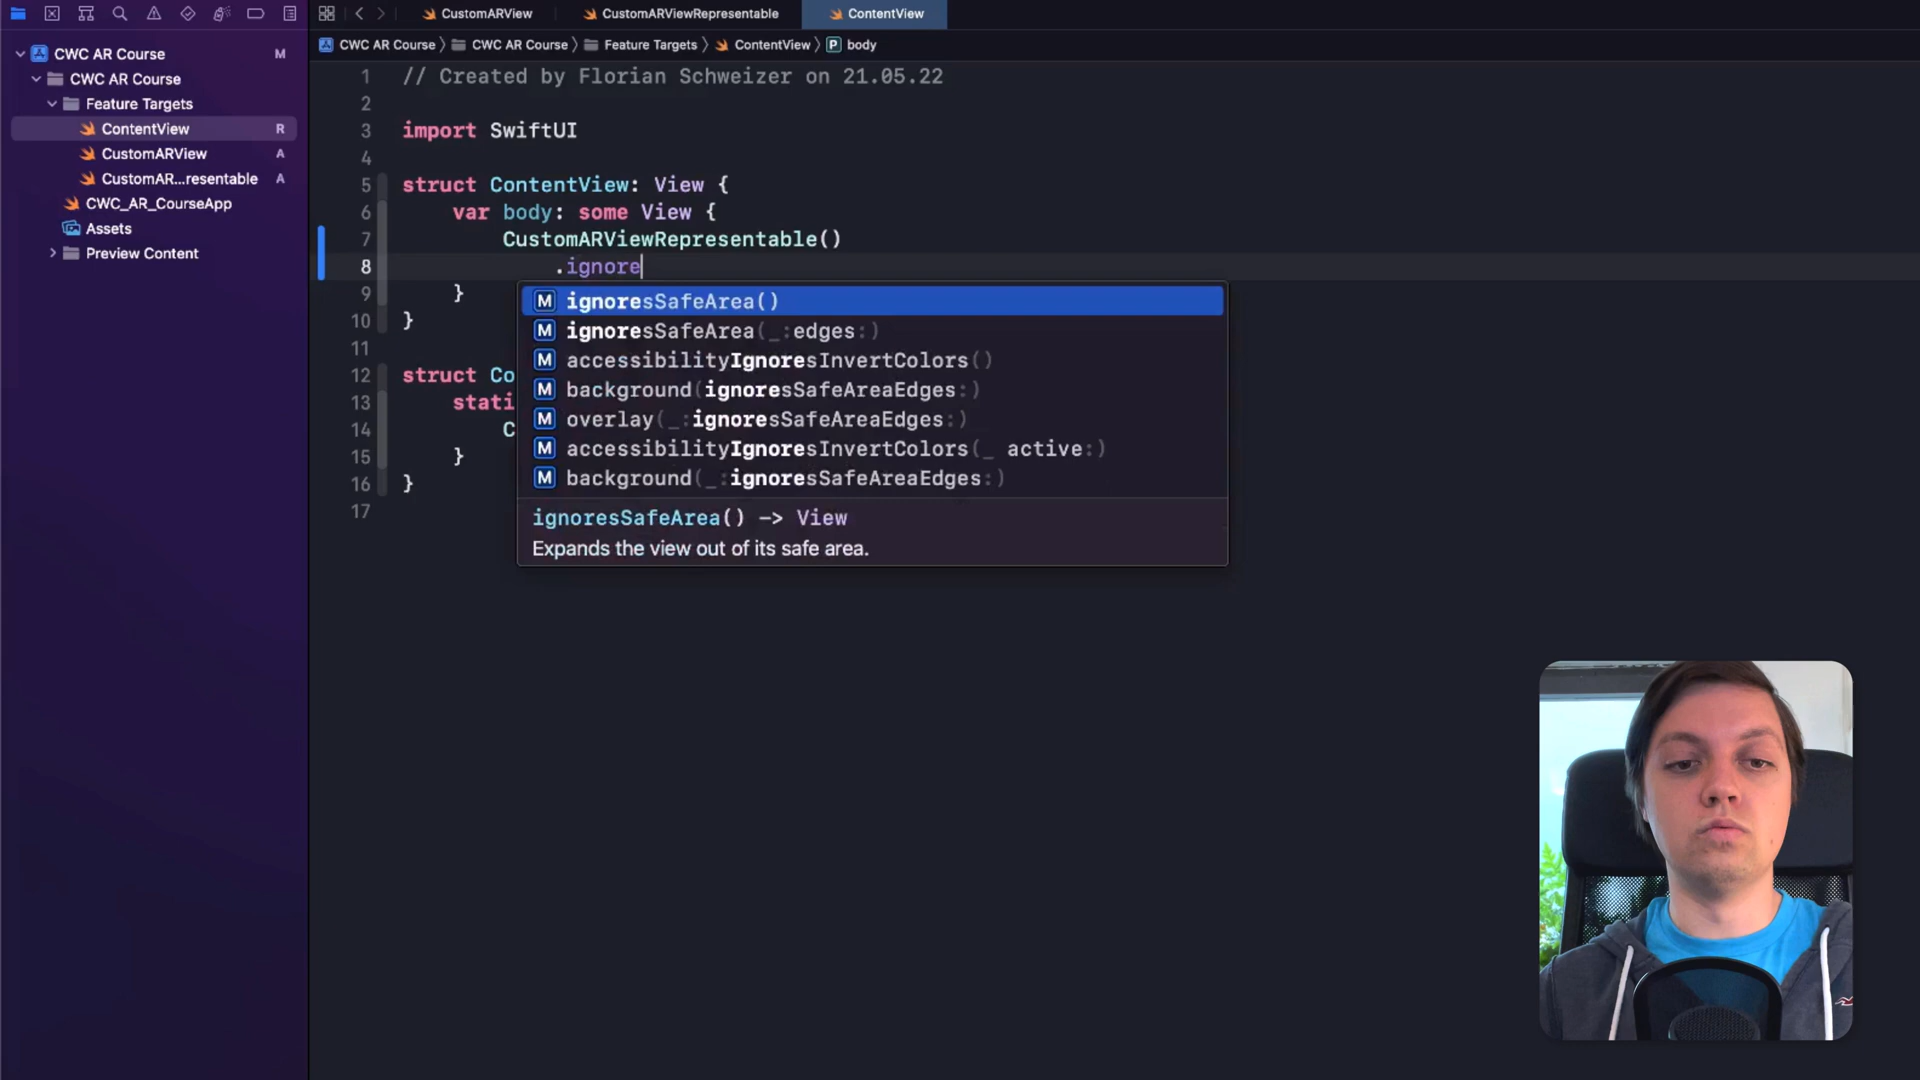 CustomARView
CustomARViewRepresentable
ContentView
CWC AR Course
CWC AR Course
Feature Targets
ContentView
body
CWC AR Course M
CWC AR Course
Feature Targets
ContentView R
CustomARView A
CustomAR...resentable A
CWC_AR_CourseApp
Assets
Preview Content
1 // Created by Florian Schweizer on 21.05.22
2
3 import SwiftUI
4
5 struct ContentView: View {
6 var body: some View {
7 CustomARViewRepresentable()
8 .ignore
9 }
10 }
11
12 struct Co
13 stati
14 C
15 }
16 }
17
M ignoresSafeArea()
M ignoresSafeArea(_:edges:)
M accessibilityIgnoresInvertColors()
M background(ignoresSafeAreaEdges:)
M overlay(_:ignoresSafeAreaEdges:)
M accessibilityIgnoresInvertColors(_ active:)
M background(_:ignoresSafeAreaEdges:)
ignoresSafeArea() -> View
Expands the view out of its safe area.